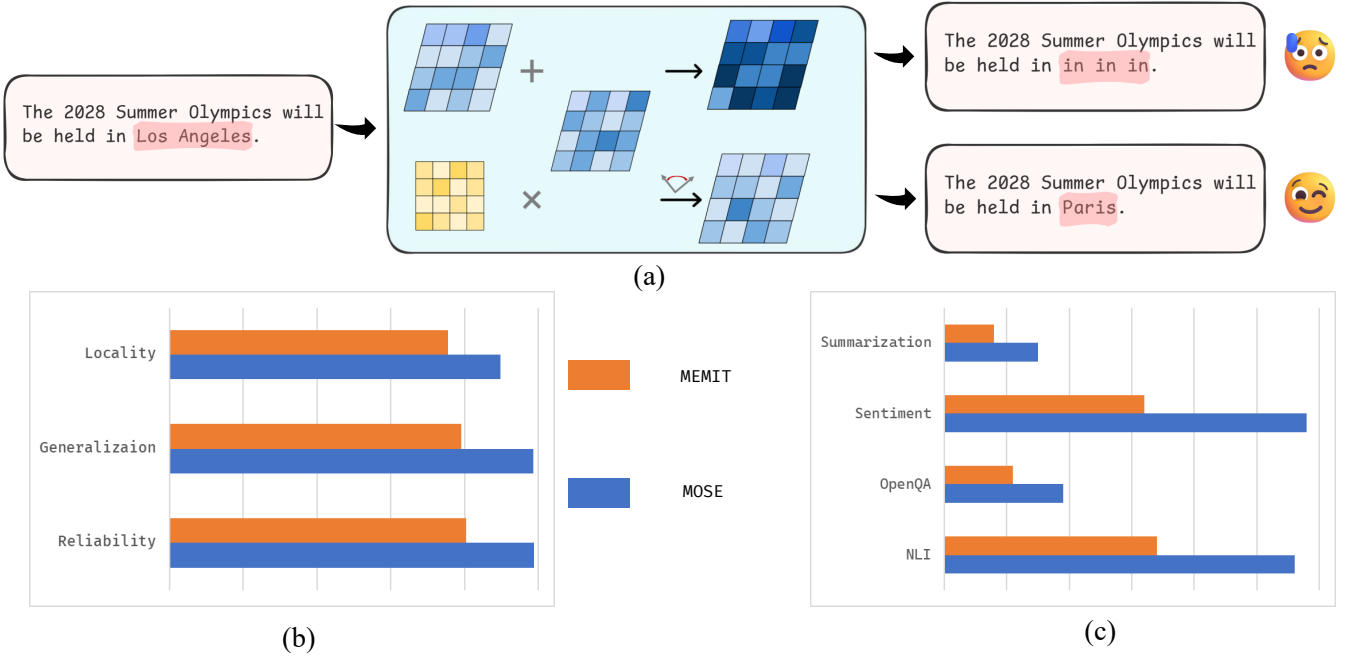 The 2028 Summer Olympics will
be held in Los Angeles.
+
×
The 2028 Summer Olympics will
be held in in in in.
The 2028 Summer Olympics will
be held in Paris.
(a)
Locality
Generalizaion
Reliability
MEMIT
MOSE
Summarization
Sentiment
OpenQA
NLI
(b)
(c)